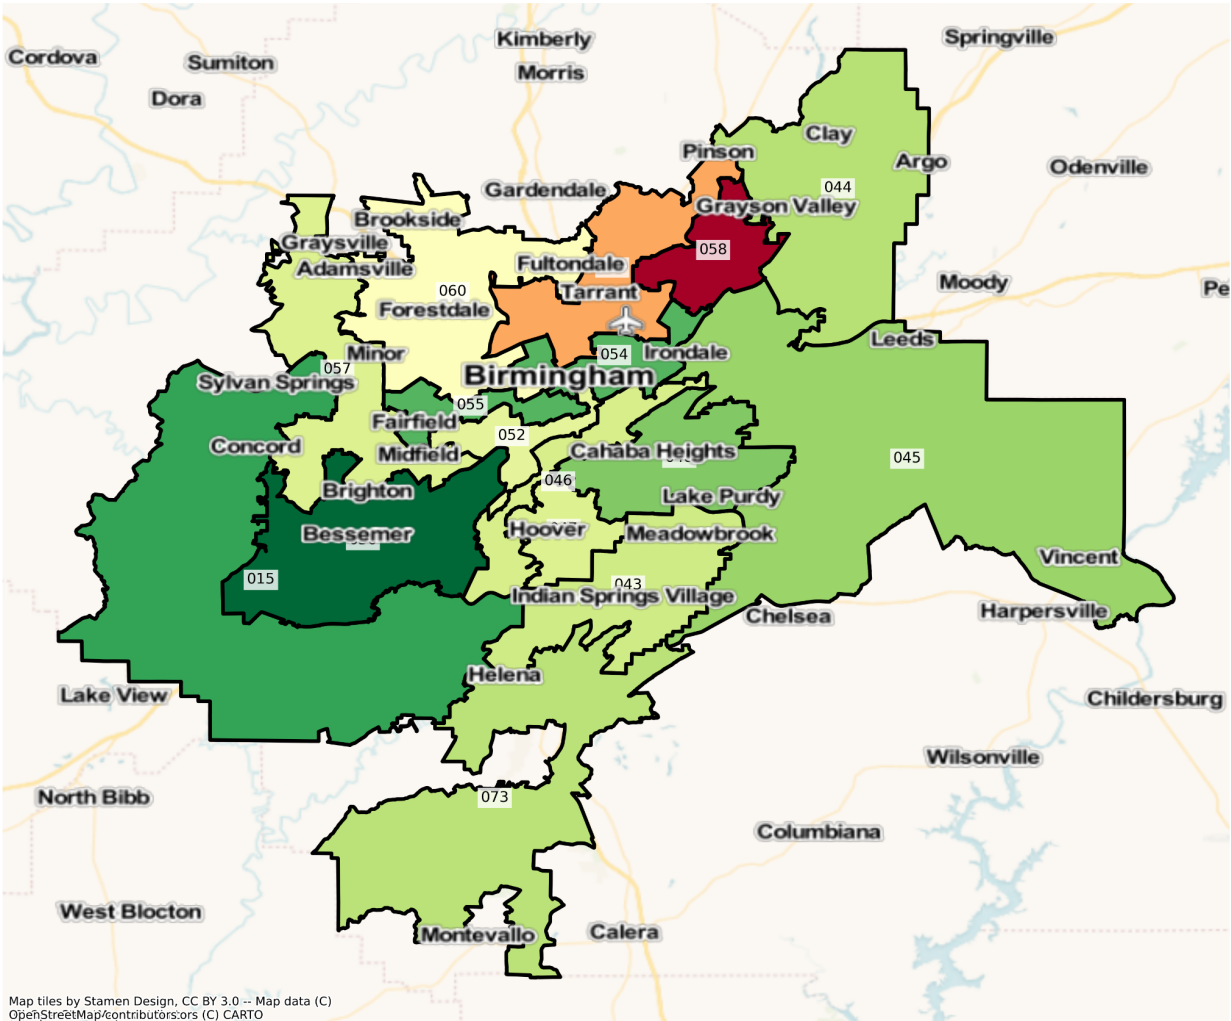 Kimberly
Springville
Cordova
Sumiton
Morris
Dora
Clay
Pinson
Argo
Odenville
044
Gardendale
Grayson Valley
Brookside
Graysville
058
Fultondale
Adamsville
Moody
060
Tarrant
Pe
Forestdale
Leeds
Minor
054
Irondale
057
Birmingham
Sylvan Springs
055
Fairfield
052
Concord
Midfield
Cahaba Heights
045
046
Brighton
Lake Purdy
Hoover
Bessemer
Meadowbrook
Vincent
015
043
Indian Springs Village
Harpersville
Chelsea
Helena
Lake View
Childersburg
Wilsonville
North Bibb
073
Columbiana
West Blocton
Montevallo
Calera
Map tiles by Stamen Design, CC BY 3.0 -- Map data (C)
OpenStreetMap contributors:ors (C) CARTO